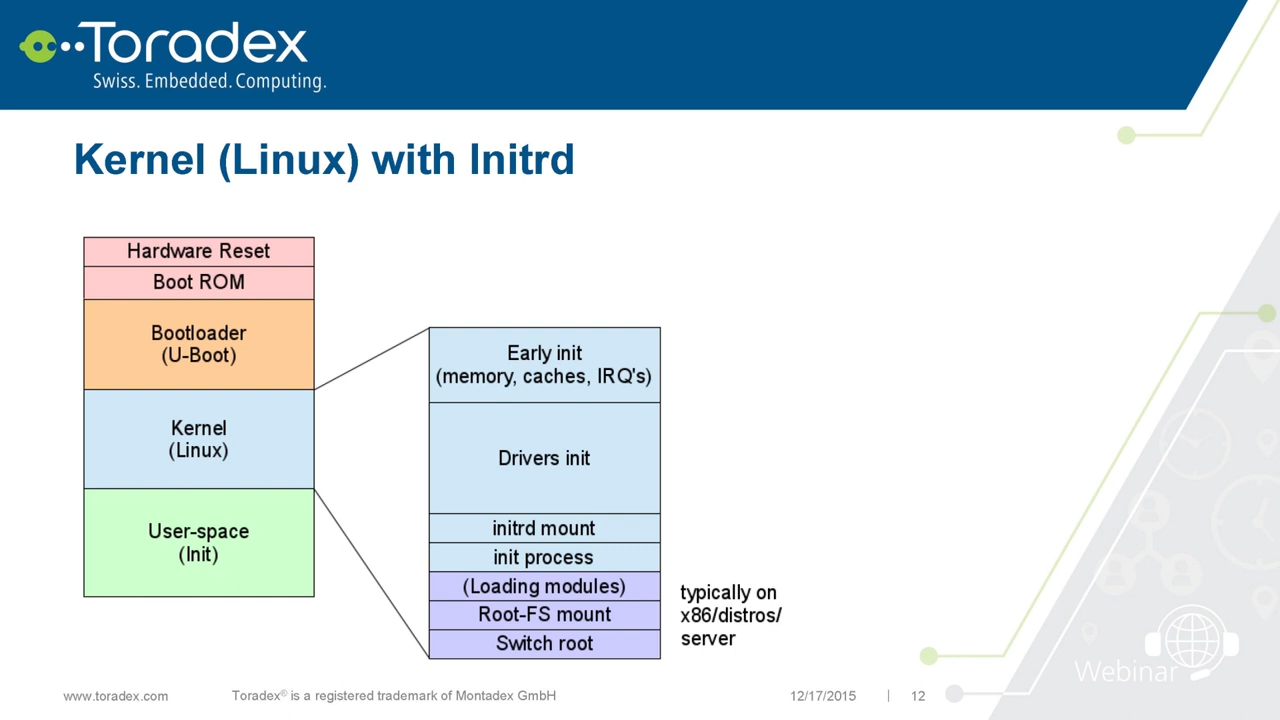 Toradex
Swiss. Embedded. Computing.
Kernel (Linux) with Initrd
Hardware Reset
Boot ROM
Bootloader
(U-Boot)
Kernel
(Linux)
User-space
(Init)
Early init
(memory, caches, IRQ's)
Drivers init
initrd mount
init process
(Loading modules)
Root-FS mount
Switch root
typically on
x86/distros/
server
Webinar
www.toradex.com
Toradex® is a registered trademark of Montadex GmbH
12/17/2015 | 12